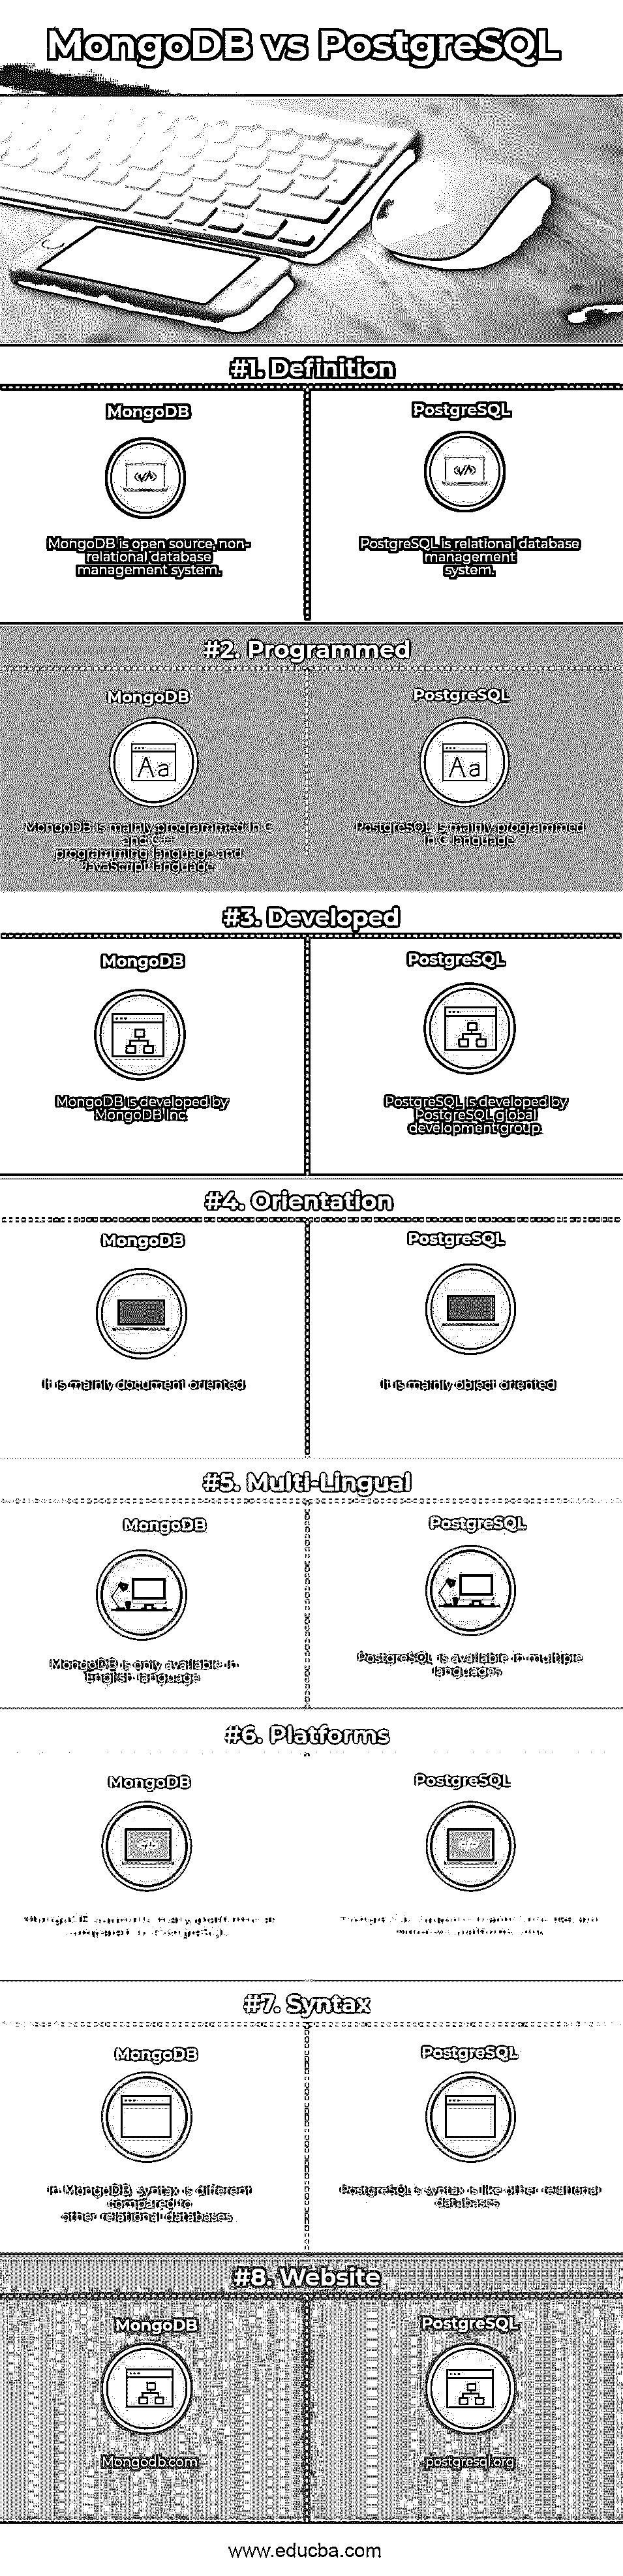 MongoDB vs PostgreSQL
#1. Definition
MongoDB
MongoDB is open source, non-
relational database
management system.
PostgreSQL
PostgreSQL is relational database
management
system.
#2. Programmed
MongoDB
Aa
MongoDB is mainly programmed in C
and C++
programming language and
JavaScript language
PostgreSQL
Aa
PostgreSQL is mainly programmed
in C language
#3. Developed
MongoDB
MongoDB is developed by
MongoDB Inc.
PostgreSQL
PostgreSQL is developed by
PostgreSQL global
development group.
#4. Orientation
MongoDB
It is mainly document oriented
PostgreSQL
It is mainly object oriented
#5. Multi-Lingual
MongoDB
MongoDB is only available in
English language
PostgreSQL
PostgreSQL is available in multiple
languages
#6. Platforms
MongoDB
PostgreSQL
#7. Syntax
MongoDB
In MongoDB, syntax is different
compared to
other relational databases
PostgreSQL
PostgreSQL's syntax is like other relational
databases
#8. Website
MongoDB
Mongodb.com
PostgreSQL
postgresql.org
www.educba.com